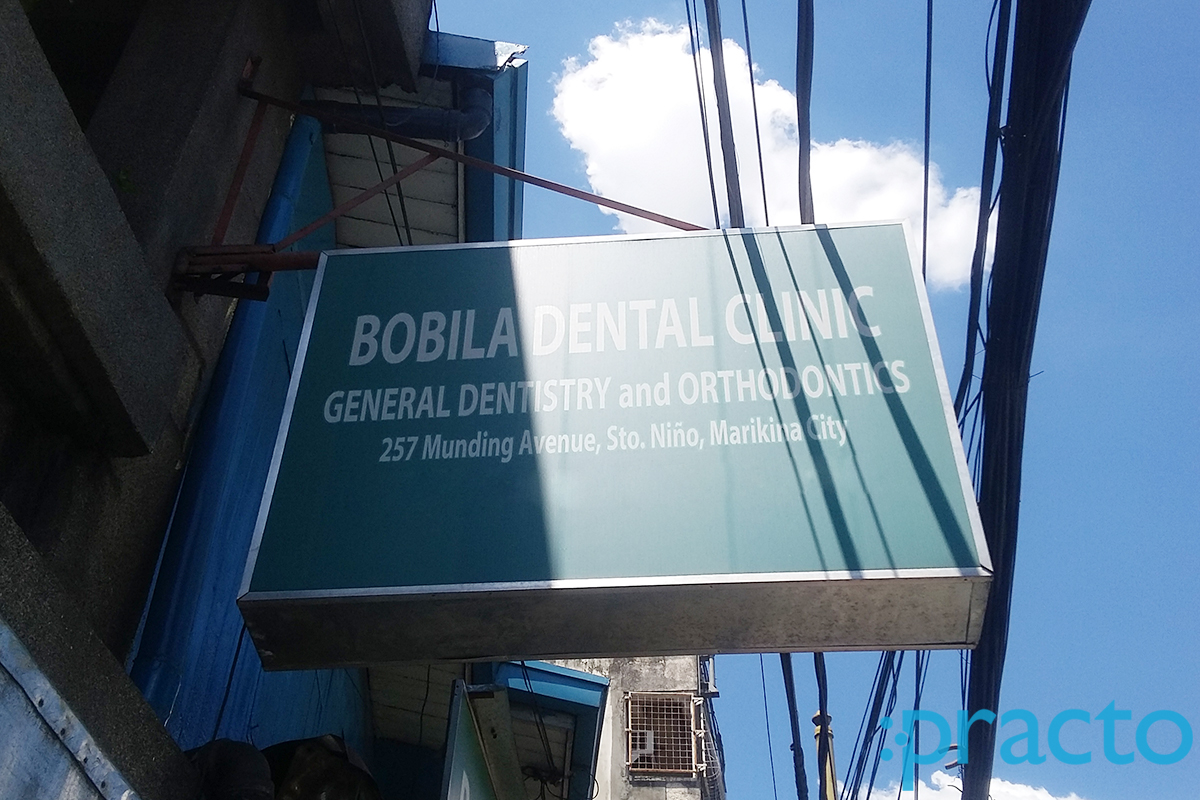 BOBILA DENTAL CLINIC
GENERAL DENTISTRY and ORTHODONTICS
257 Munding Avenue, Sto. Niño, Marikina City
:practo